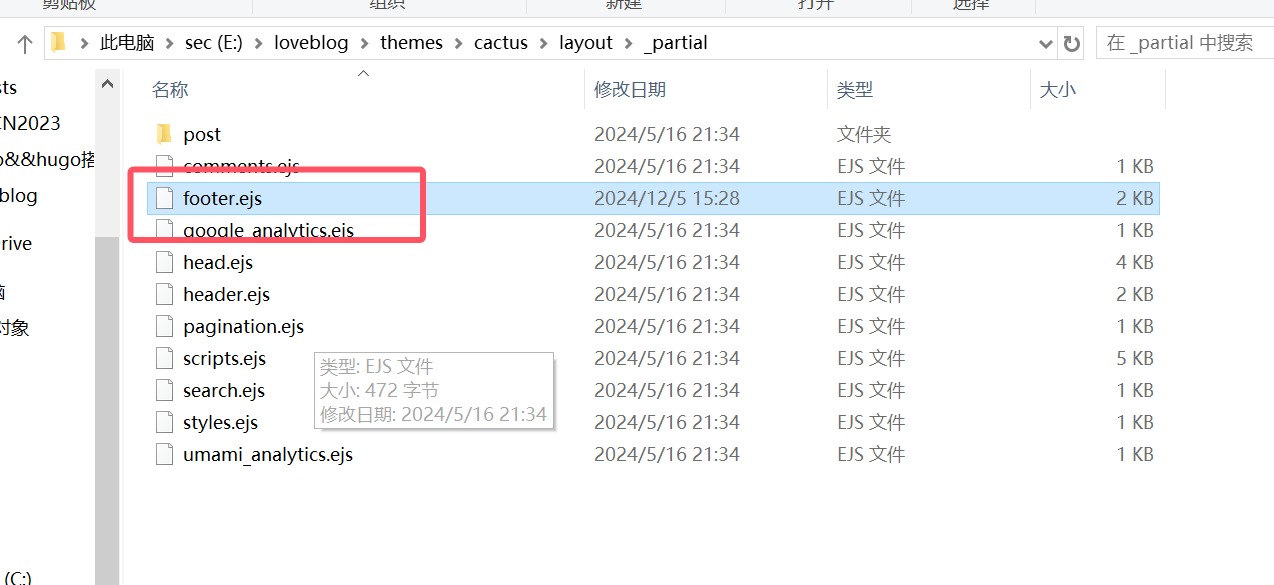 剪贴板 组织 新建 打开 选择
此电脑 sec (E:) loveblog themes cactus layout _partial 在 _partial 中搜索
名称 修改日期 类型 大小
post 2024/5/16 21:34 文件夹
comments.ejs 2024/5/16 21:34 EJS 文件 1 KB
footer.ejs 2024/12/5 15:28 EJS 文件 2 KB
google_analytics.ejs 2024/5/16 21:34 EJS 文件 1 KB
head.ejs 2024/5/16 21:34 EJS 文件 4 KB
header.ejs 2024/5/16 21:34 EJS 文件 2 KB
pagination.ejs 2024/5/16 21:34 EJS 文件 1 KB
scripts.ejs 2024/5/16 21:34 EJS 文件 5 KB
search.ejs 2024/5/16 21:34 EJS 文件 1 KB
styles.ejs 2024/5/16 21:34 EJS 文件 1 KB
umami_analytics.ejs 2024/5/16 21:34 EJS 文件 1 KB
类型: EJS 文件
大小: 472 字节
修改日期: 2024/5/16 21:34
sts
N2023
o&&hugo搭
blog
rive
脑
对象
(C:)